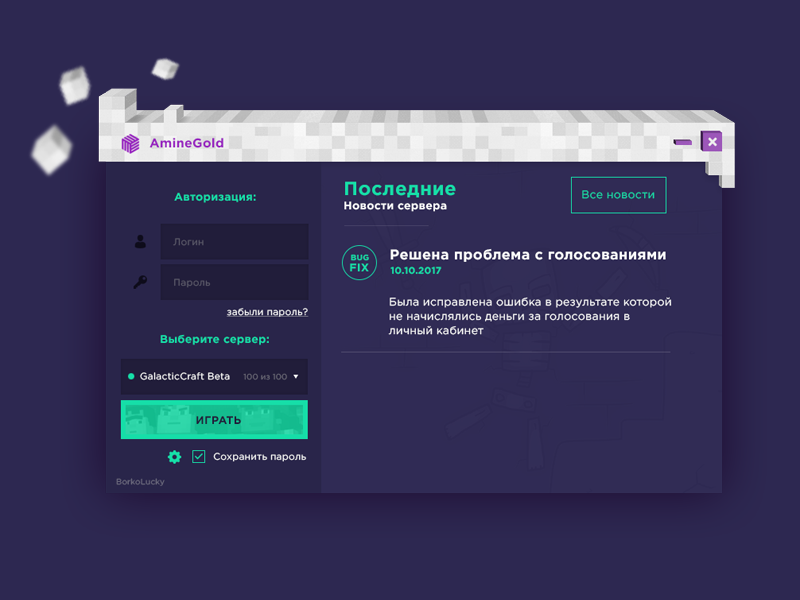 AmineGold
Авторизация:
Логин
Пароль
забыли пароль?
Выберите сервер:
GalacticCraft Beta 100 из 100
ИГРАТЬ
Сохранить пароль
BorkoLucky
Последние
Новости сервера
Все новости
BUG
FIX
Решена проблема с голосованиями
10.10.2017
Была исправлена ошибка в результате которой
не начислялись деньги за голосования в
личный кабинет